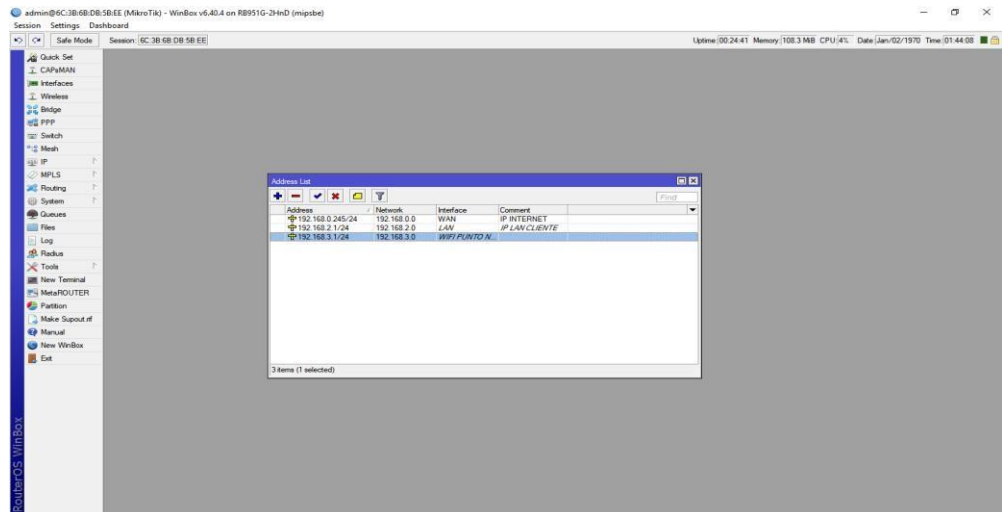 admin@6C:3B:6B:DB:5B:EE (MikroTik) - WinBox v6.40.4 on RB951G-2HnD (mipsbe)
Session Settings Dashboard
Safe Mode Session: 6C:3B:6B:DB:5B:EE Uptime: 00:24:41 Memory: 108.3 MiB CPU: 4% Date: Jan/02/1970 Time: 01:44:08
Quick Set
CAPsMAN
Interfaces
Wireless
Bridge
PPP
Switch
Mesh
IP
MPLS
Routing
System
Queues
Files
Log
Radius
Tools
New Terminal
MetaROUTER
Partition
Make Supout.rif
Manual
New WinBox
Exit
RouterOS WinBox
Address List
Find
Address Network Interface Comment
192.168.0.245/24 192.168.0.0 WAN IP INTERNET
192.168.2.1/24 192.168.2.0 LAN IP LAN CLIENTE
192.168.3.1/24 192.168.3.0 WIFI PUNTO N...
3 items (1 selected)